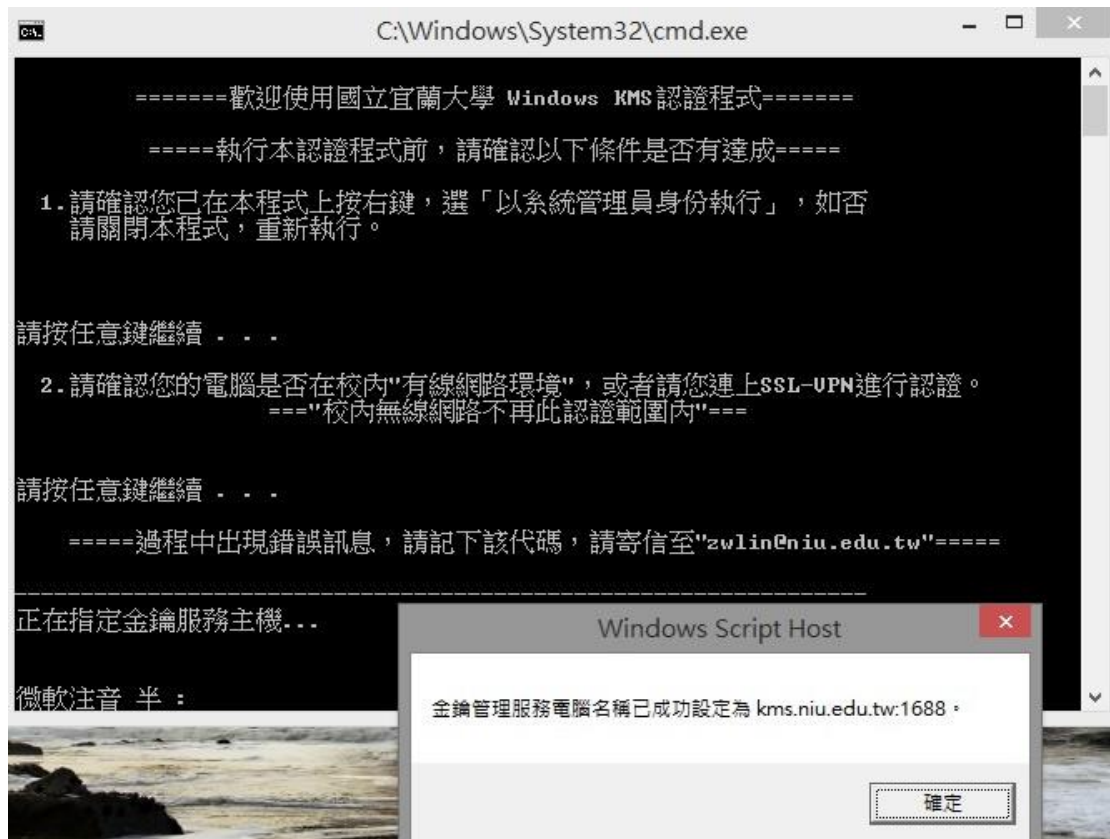 C:\Windows\System32\cmd.exe
=======歡迎使用國立宜蘭大學 Windows KMS認證程式=======
=====執行本認證程式前，請確認以下條件是否有達成=====
1.請確認您已在本程式上按右鍵，選「以系統管理員身份執行」，如否
請關閉本程式，重新執行。
請按任意鍵繼續 . . .
2.請確認您的電腦是否在校內"有線網路環境"，或者請您連上SSL-VPN進行認證。
==="校內無線網路不再此認證範圍內"===
請按任意鍵繼續 . . .
=====過程中出現錯誤訊息，請記下該代碼，請寄信至"zwlin@niu.edu.tw"=====
正在指定金鑰服務主機...
微軟注音 半 :
Windows Script Host
金鑰管理服務電腦名稱已成功設定為 kms.niu.edu.tw:1688。
確定